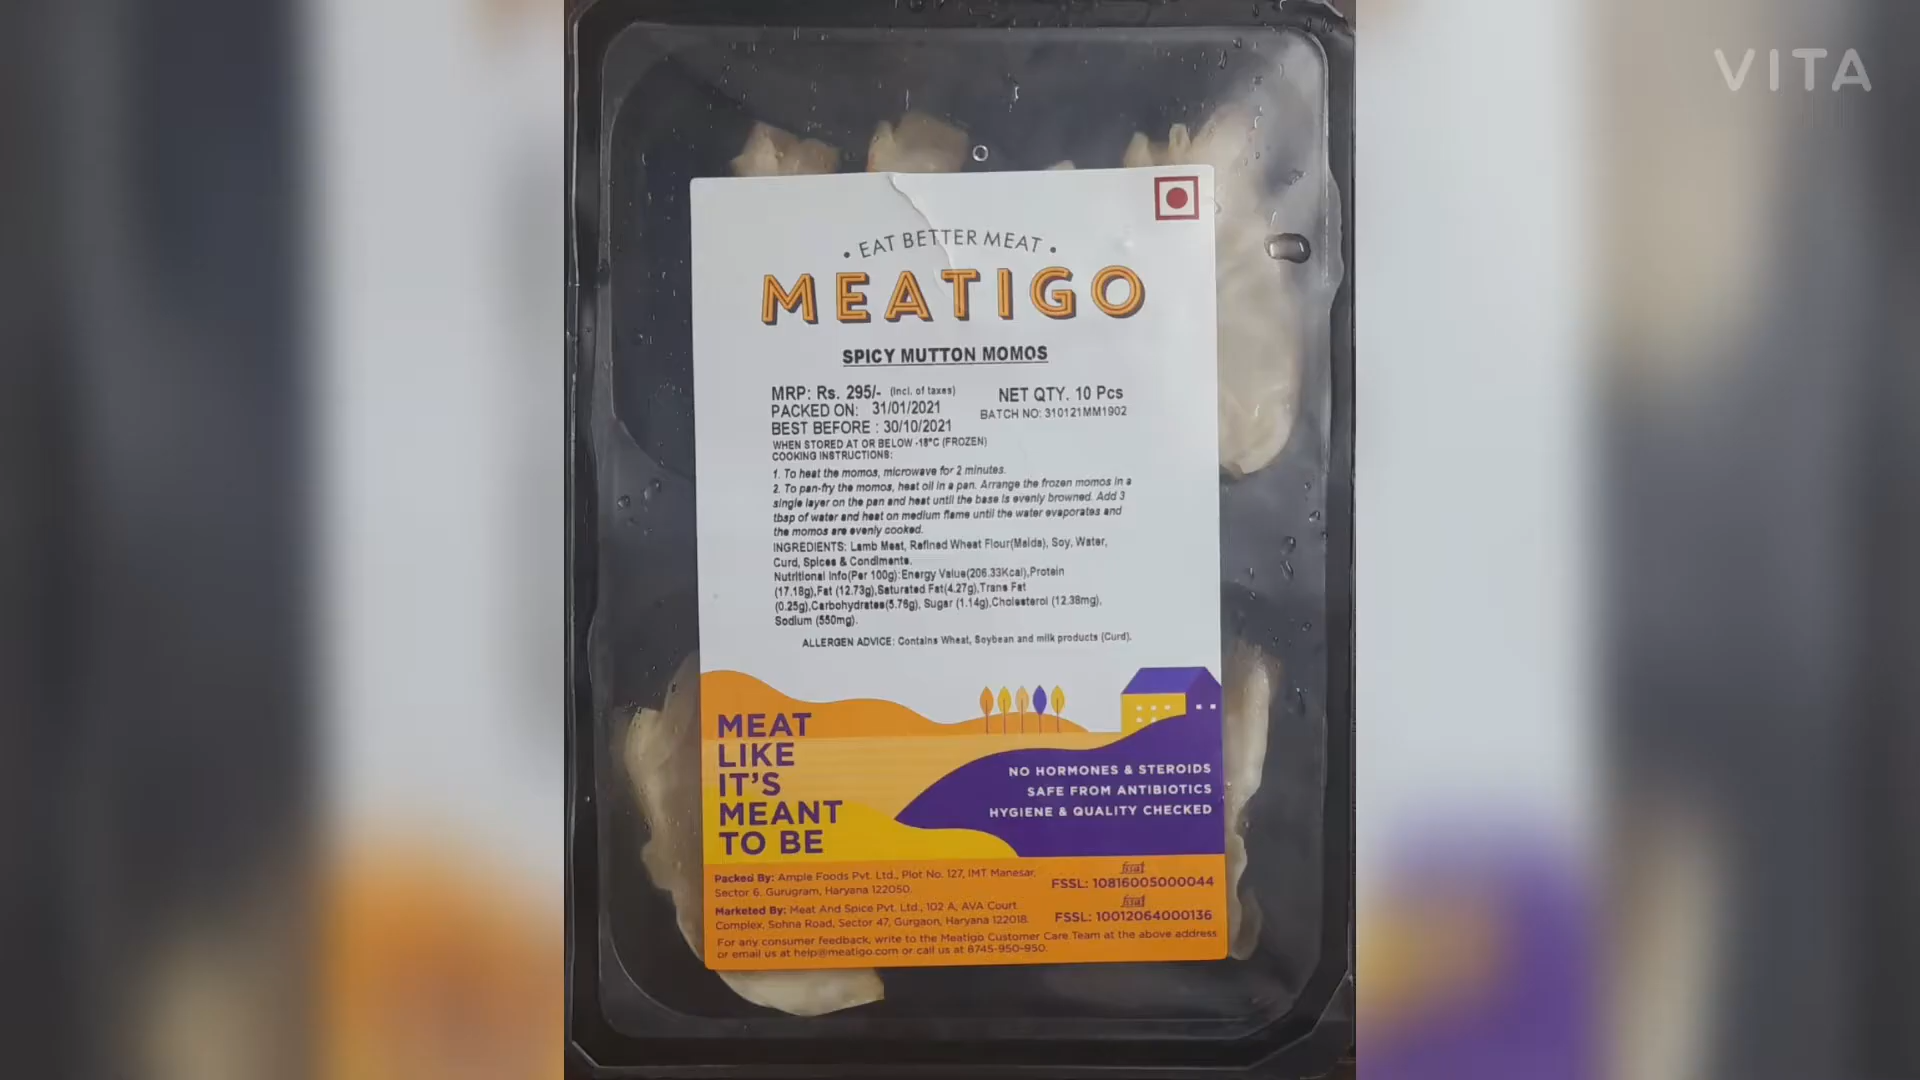 VITA
• EAT BETTER MEAT •
MEATIGO
SPICY MUTTON MOMOS
MRP: Rs. 295/- (Incl. of taxes)
NET QTY. 10 Pcs
PACKED ON: 31/01/2021
BATCH NO: 310121MM1902
BEST BEFORE : 30/10/2021
WHEN STORED AT OR BELOW -18°C (FROZEN)
COOKING INSTRUCTIONS:
1. To heat the momos, microwave for 2 minutes.
2. To pan-fry the momos, heat oil in a pan. Arrange the frozen momos in a
single layer on the pan and heat until the base is evenly browned. Add 3
tbsp of water and heat on medium flame until the water evaporates and
the momos are evenly cooked.
INGREDIENTS: Lamb Meat, Refined Wheat Flour(Maida), Soy, Water,
Curd, Spices & Condiments.
Nutritional Info(Per 100g):Energy Value(206.33Kcal),Protein
(17.18g),Fat (12.73g),Saturated Fat(4.27g),Trans Fat
(0.25g),Carbohydrates(5.76g), Sugar (1.14g),Cholesterol (12.38mg),
Sodium (550mg).
ALLERGEN ADVICE: Contains Wheat, Soybean and milk products (Curd).
MEAT
LIKE
IT'S
MEANT
TO BE
NO HORMONES & STEROIDS
SAFE FROM ANTIBIOTICS
HYGIENE & QUALITY CHECKED
Packed By: Ample Foods Pvt. Ltd., Plot No. 127, IMT Manesar,
Sector 6, Gurugram, Haryana 122050.
fssai
FSSL: 10816005000044
Marketed By: Meat And Spice Pvt. Ltd., 102 A, AVA Court
Complex, Sohna Road, Sector 47, Gurgaon, Haryana 122018.
fssai
FSSL: 10012064000136
For any consumer feedback, write to the Meatigo Customer Care Team at the above address
or email us at help@meatigo.com or call us at 8745-950-950.